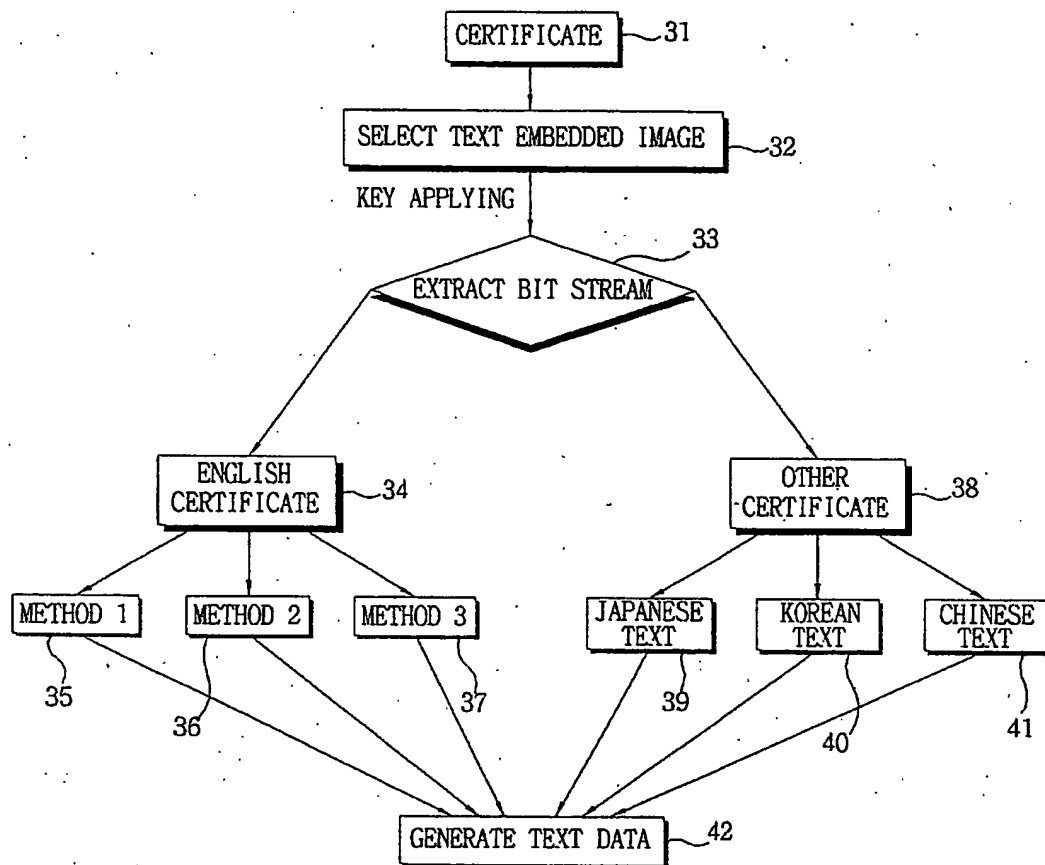 CERTIFICATE
31
SELECT TEXT EMBEDDED IMAGE
32
KEY APPLYING
33
EXTRACT BIT STREAM
ENGLISH
CERTIFICATE
34
OTHER
CERTIFICATE
38
METHOD 1
METHOD 2
METHOD 3
JAPANESE
TEXT
KOREAN
TEXT
CHINESE
TEXT
35
36
37
39
40
41
GENERATE TEXT DATA
42